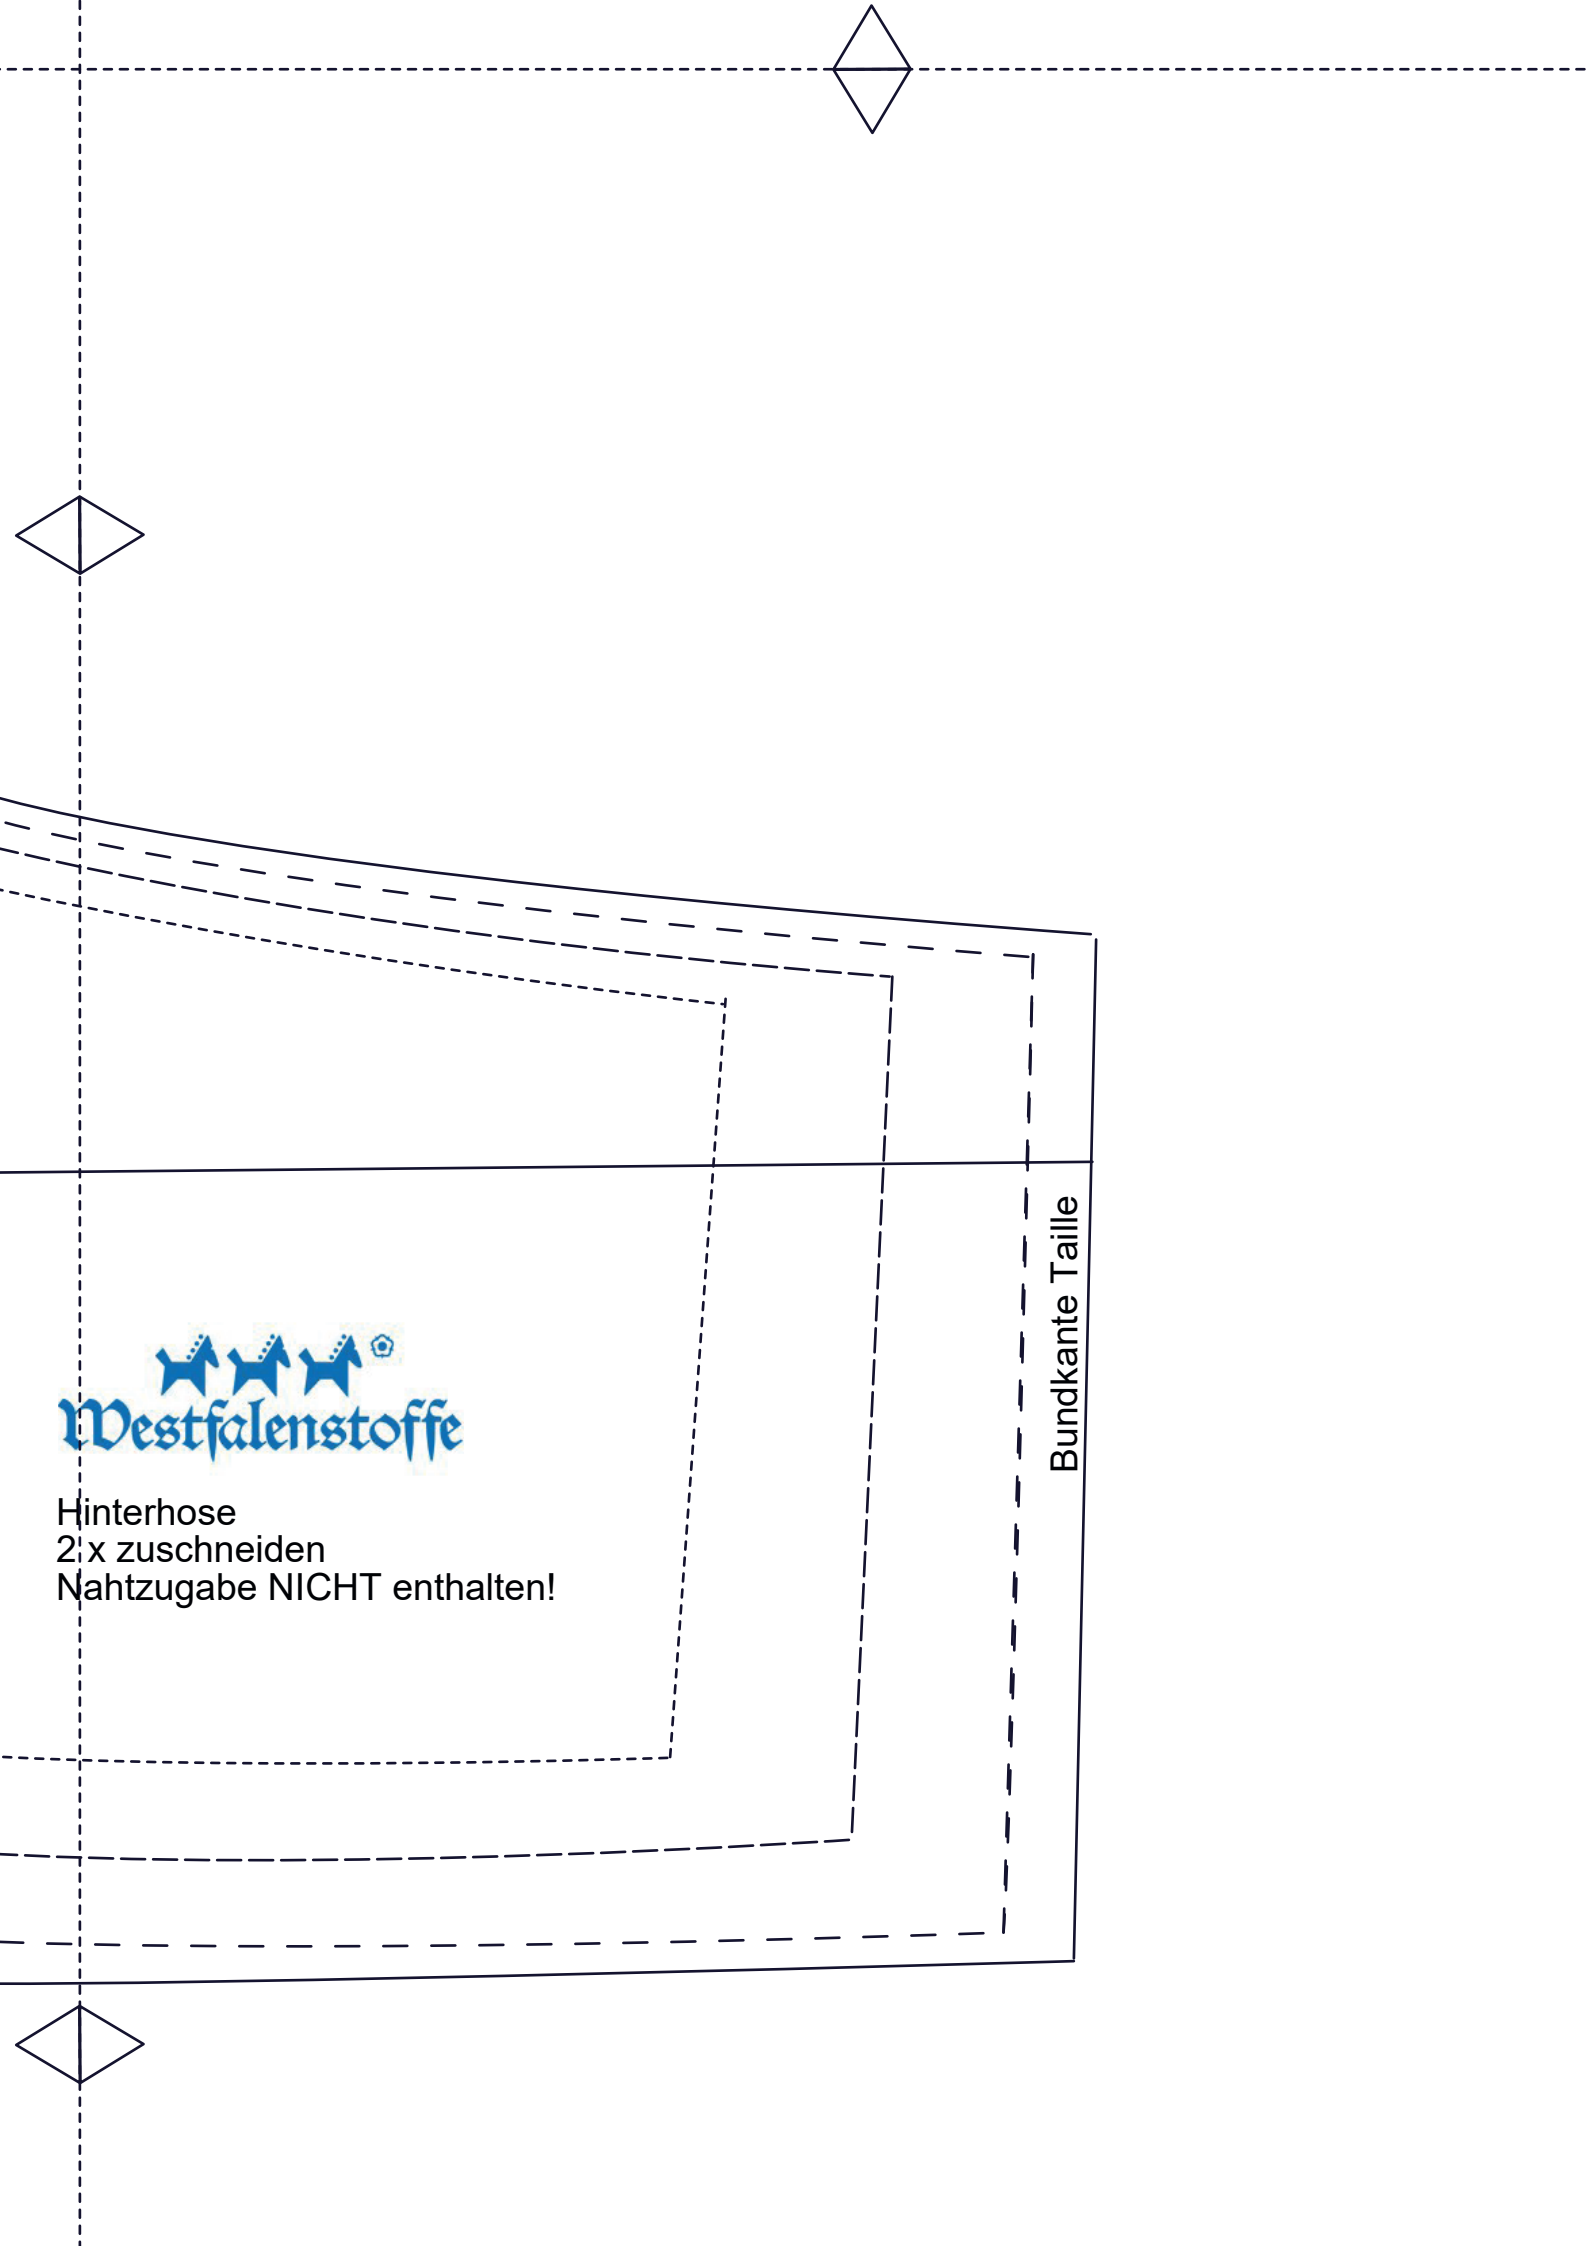 Bundkante Taille
Westfalenstoffe
Hinterhose
2 x zuschneiden
Nahtzugabe NICHT enthalten!